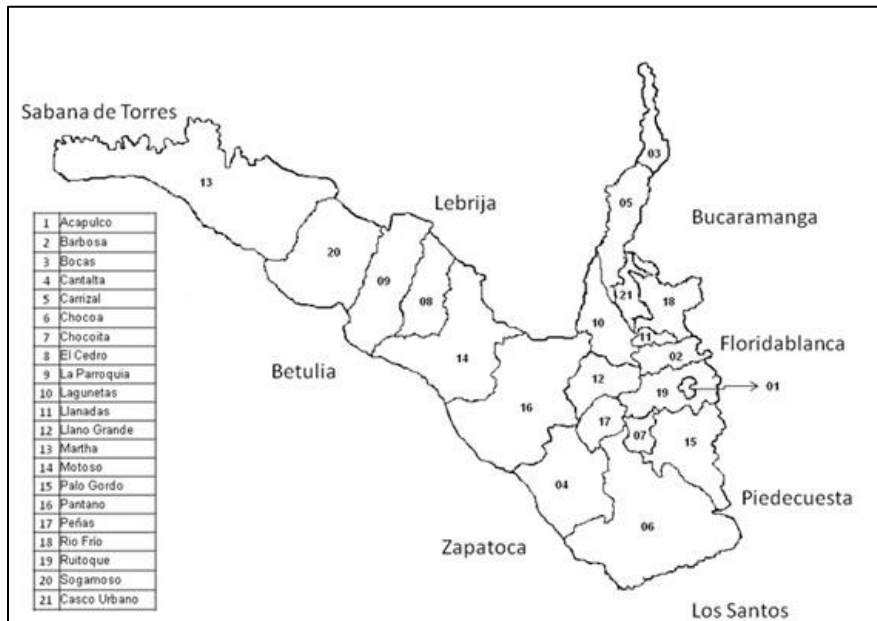 Sabana de Torres
Lebrija
Bucaramanga
Floridablanca
Piedecuesta
Los Santos
Zapatoca
Betulia
03
05
13
20
09
08
14
21
18
10
11
02
12
19
01
16
17
07
15
04
06
1 Acapulco
2 Barbosa
3 Bocas
4 Cantalta
5 Carrizal
6 Chocoa
7 Chocoita
8 El Cedro
9 La Parroquia
10 Lagunetas
11 Llanadas
12 Llano Grande
13 Martha
14 Motoso
15 Palo Gordo
16 Pantano
17 Peñas
18 Rio Frío
19 Ruitoque
20 Sogamoso
21 Casco Urbano